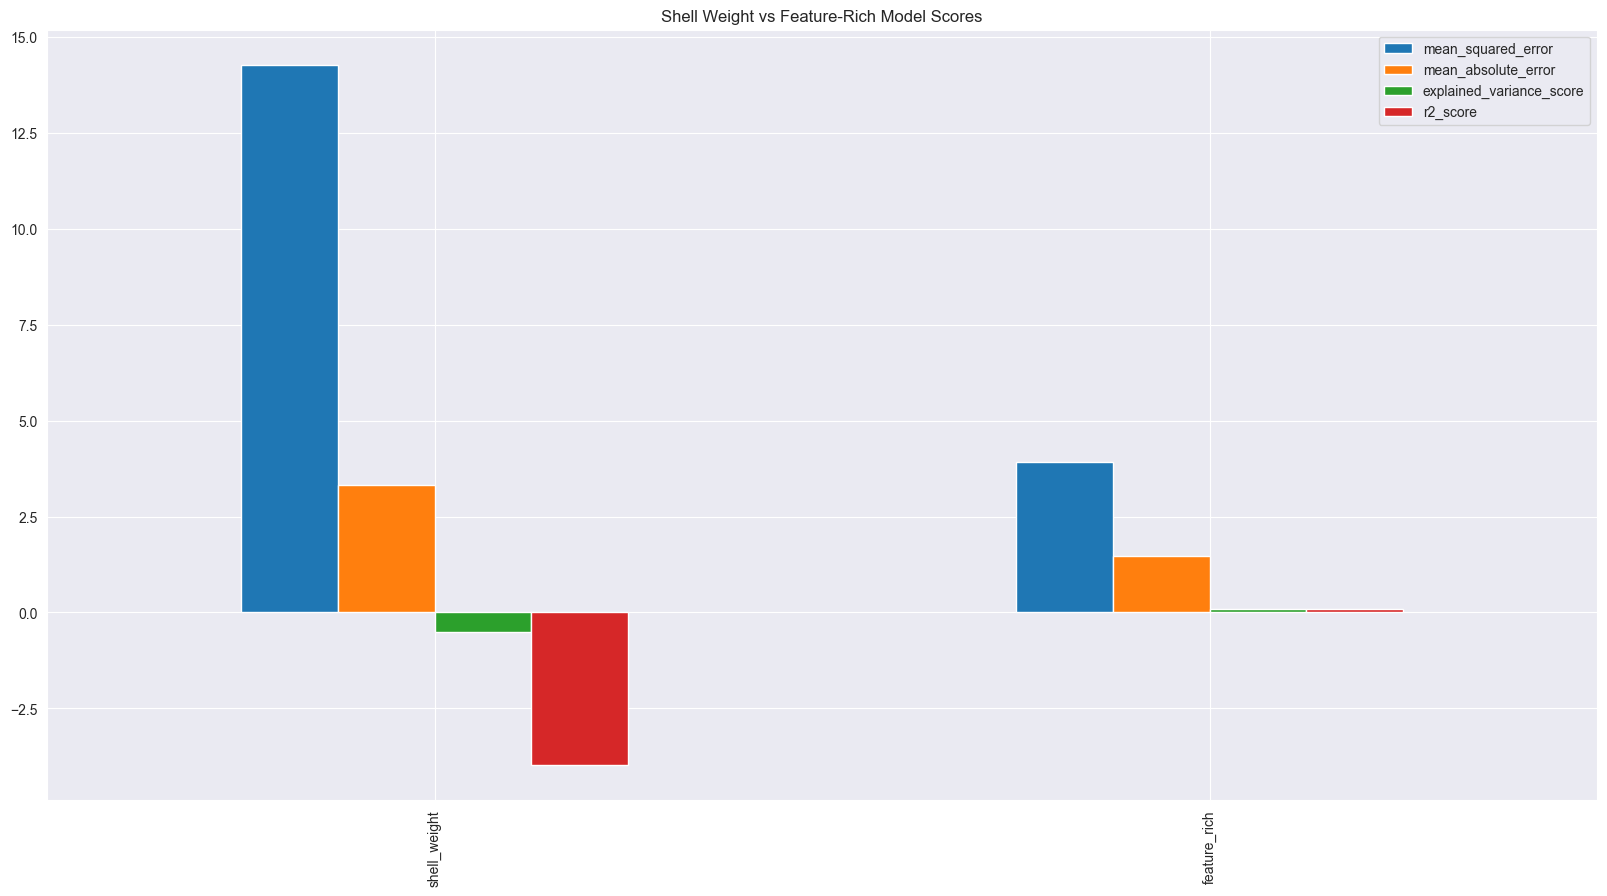 Shell Weight vs Feature-Rich Model Scores
15.0
12.5
10.0
7.5
5.0
2.5
0.0
−2.5
mean_squared_error
mean_absolute_error
explained_variance_score
r2_score
shell_weight
feature_rich